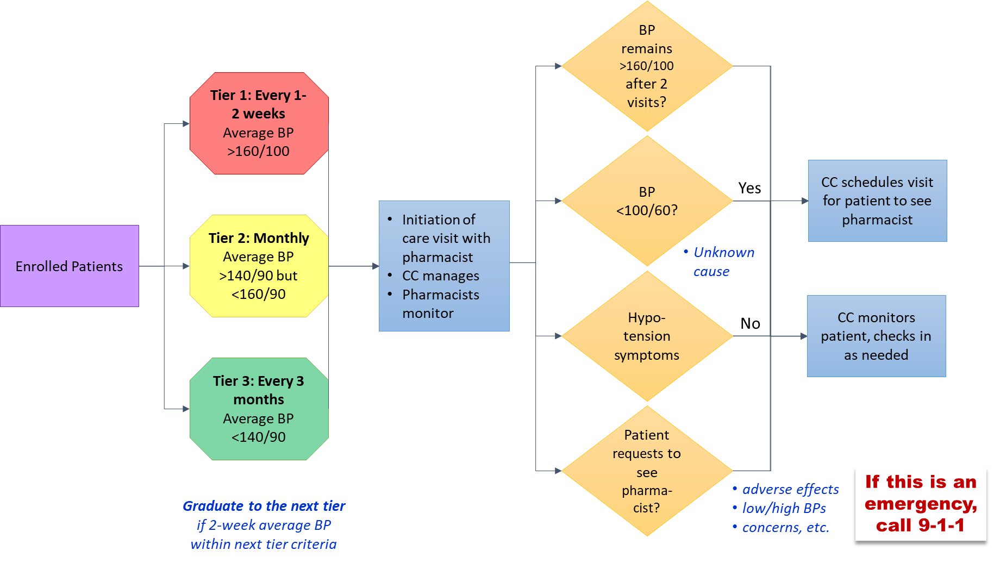 Enrolled Patients
Tier 1: Every 1-
2 weeks
Average BP
>160/100
Tier 2: Monthly
Average BP
>140/90 but
<160/90
Tier 3: Every 3
months
Average BP
<140/90
Graduate to the next tier
if 2-week average BP
within next tier criteria
• Initiation of
care visit with
pharmacist
• CC manages
• Pharmacists
monitor
BP
remains
>160/100
after 2
visits?
BP
<100/60?
• Unknown
cause
Hypo-
tension
symptoms
Patient
requests to
see
pharma-
cist?
• adverse effects
• low/high BPs
• concerns, etc.
Yes
No
CC schedules visit
for patient to see
pharmacist
CC monitors
patient, checks in
as needed
If this is an
emergency,
call 9-1-1